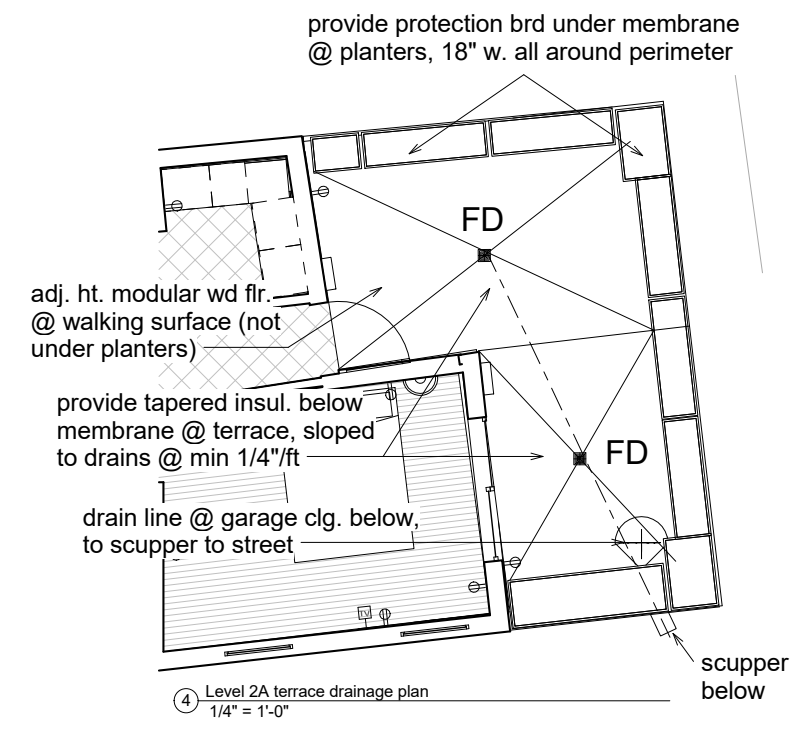 provide protection brd under membrane
@ planters, 18" w. all around perimeter
FD
adj. ht. modular wd flr.
@ walking surface (not
under planters)
provide tapered insul. below
membrane @ terrace, sloped
to drains @ min 1/4"/ft
FD
drain line @ garage clg. below,
to scupper to street
TV
scupper
below
4
Level 2A terrace drainage plan
1/4" = 1'-0"